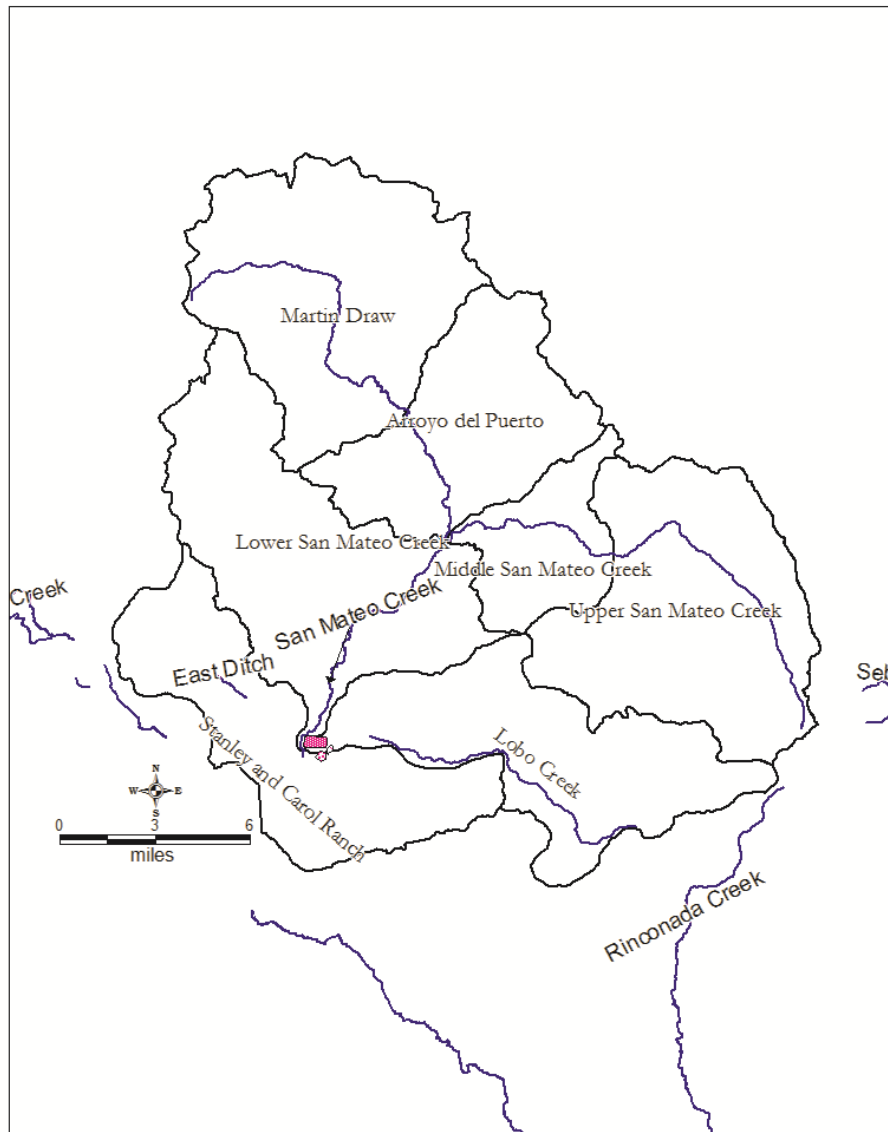 Martin Draw
Arroyo del Puerto
Lower San Mateo Creek
Middle San Mateo Creek
Creek
San Mateo Creek
Upper San Mateo Creek
East Ditch
Seb
Stanley and Carol Ranch
Lobo Creek
N
W E
S
0 3 6
miles
Rinconada Creek